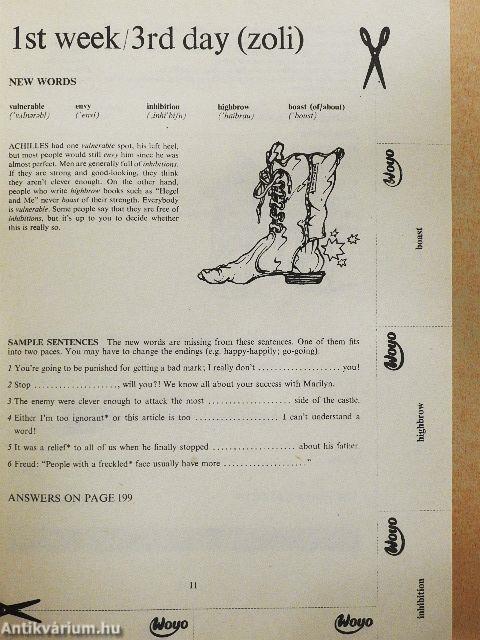 1st week/3rd day (zoli)
NEW WORDS
vulnerable envy inhibition highbrow boast (of/about)
('vʌlnərəbl) ('envi) (,inhi'biʃn) ('haibrau) ('boust)
ACHILLES had one vulnerable spot, his left heel,
but most people would still envy him since he was
almost perfect. Men are generally full of inhibitions.
If they are strong and good-looking, they think
they aren't clever enough. On the other hand,
people who write highbrow books such as "Hegel
and Me" never boast of their strength. Everybody
is vulnerable. Some people say that they are free of
inhibitions, but it's up to you to decide whether
this is really so.
SAMPLE SENTENCES The new words are missing from these sentences. One of them fits
into two paces. You may have to change the endings (e.g. happy-happily; go-going).
1 You're going to be punished for getting a bad mark; I really don't .................... you!
2 Stop ...................., will you?! We know all about your success with Marilyn.
3 The enemy were clever enough to attack the most .................... side of the castle.
4 Either I'm too ignorant* or this article is too .................... I can't understand a
word!
5 It was a relief* to all of us when he finally stopped .................... about his father.
6 Freud: "People with a freckled* face usually have more ...................."
ANSWERS ON PAGE 199
11
Woyo
boast
Woyo
highbrow
Woyo
inhibition
Woyo
Woyo
Antikvárium.hu